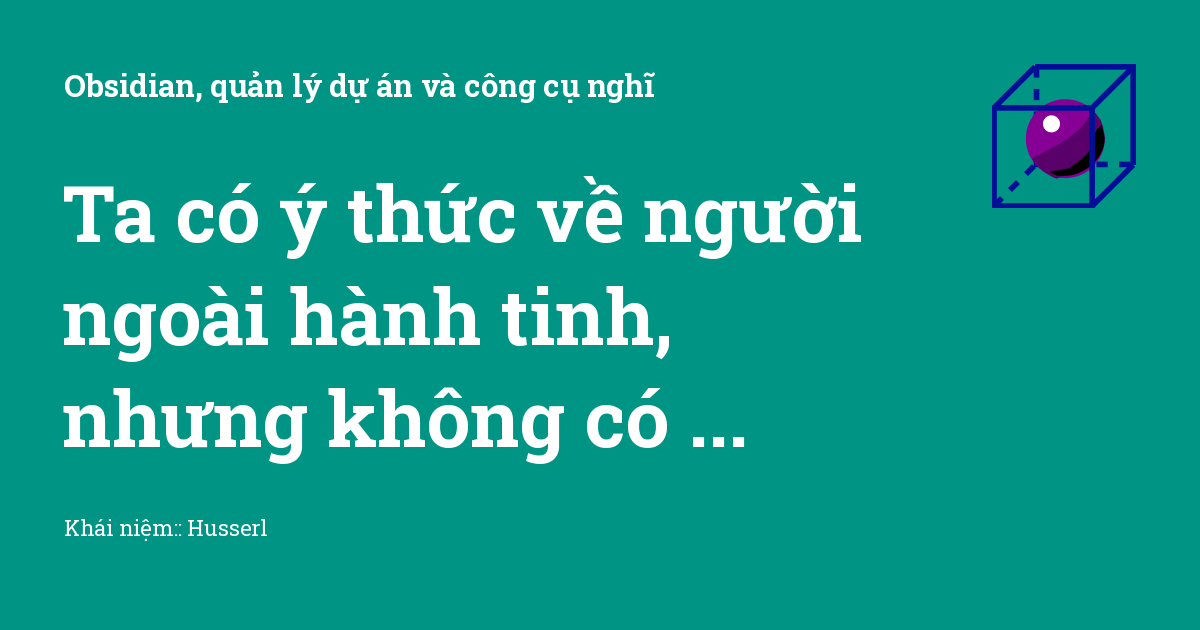 Obsidian, quản lý dự án và công cụ nghĩ
Ta có ý thức về người
ngoài hành tinh,
nhưng không có ...
Khái niệm:: Husserl